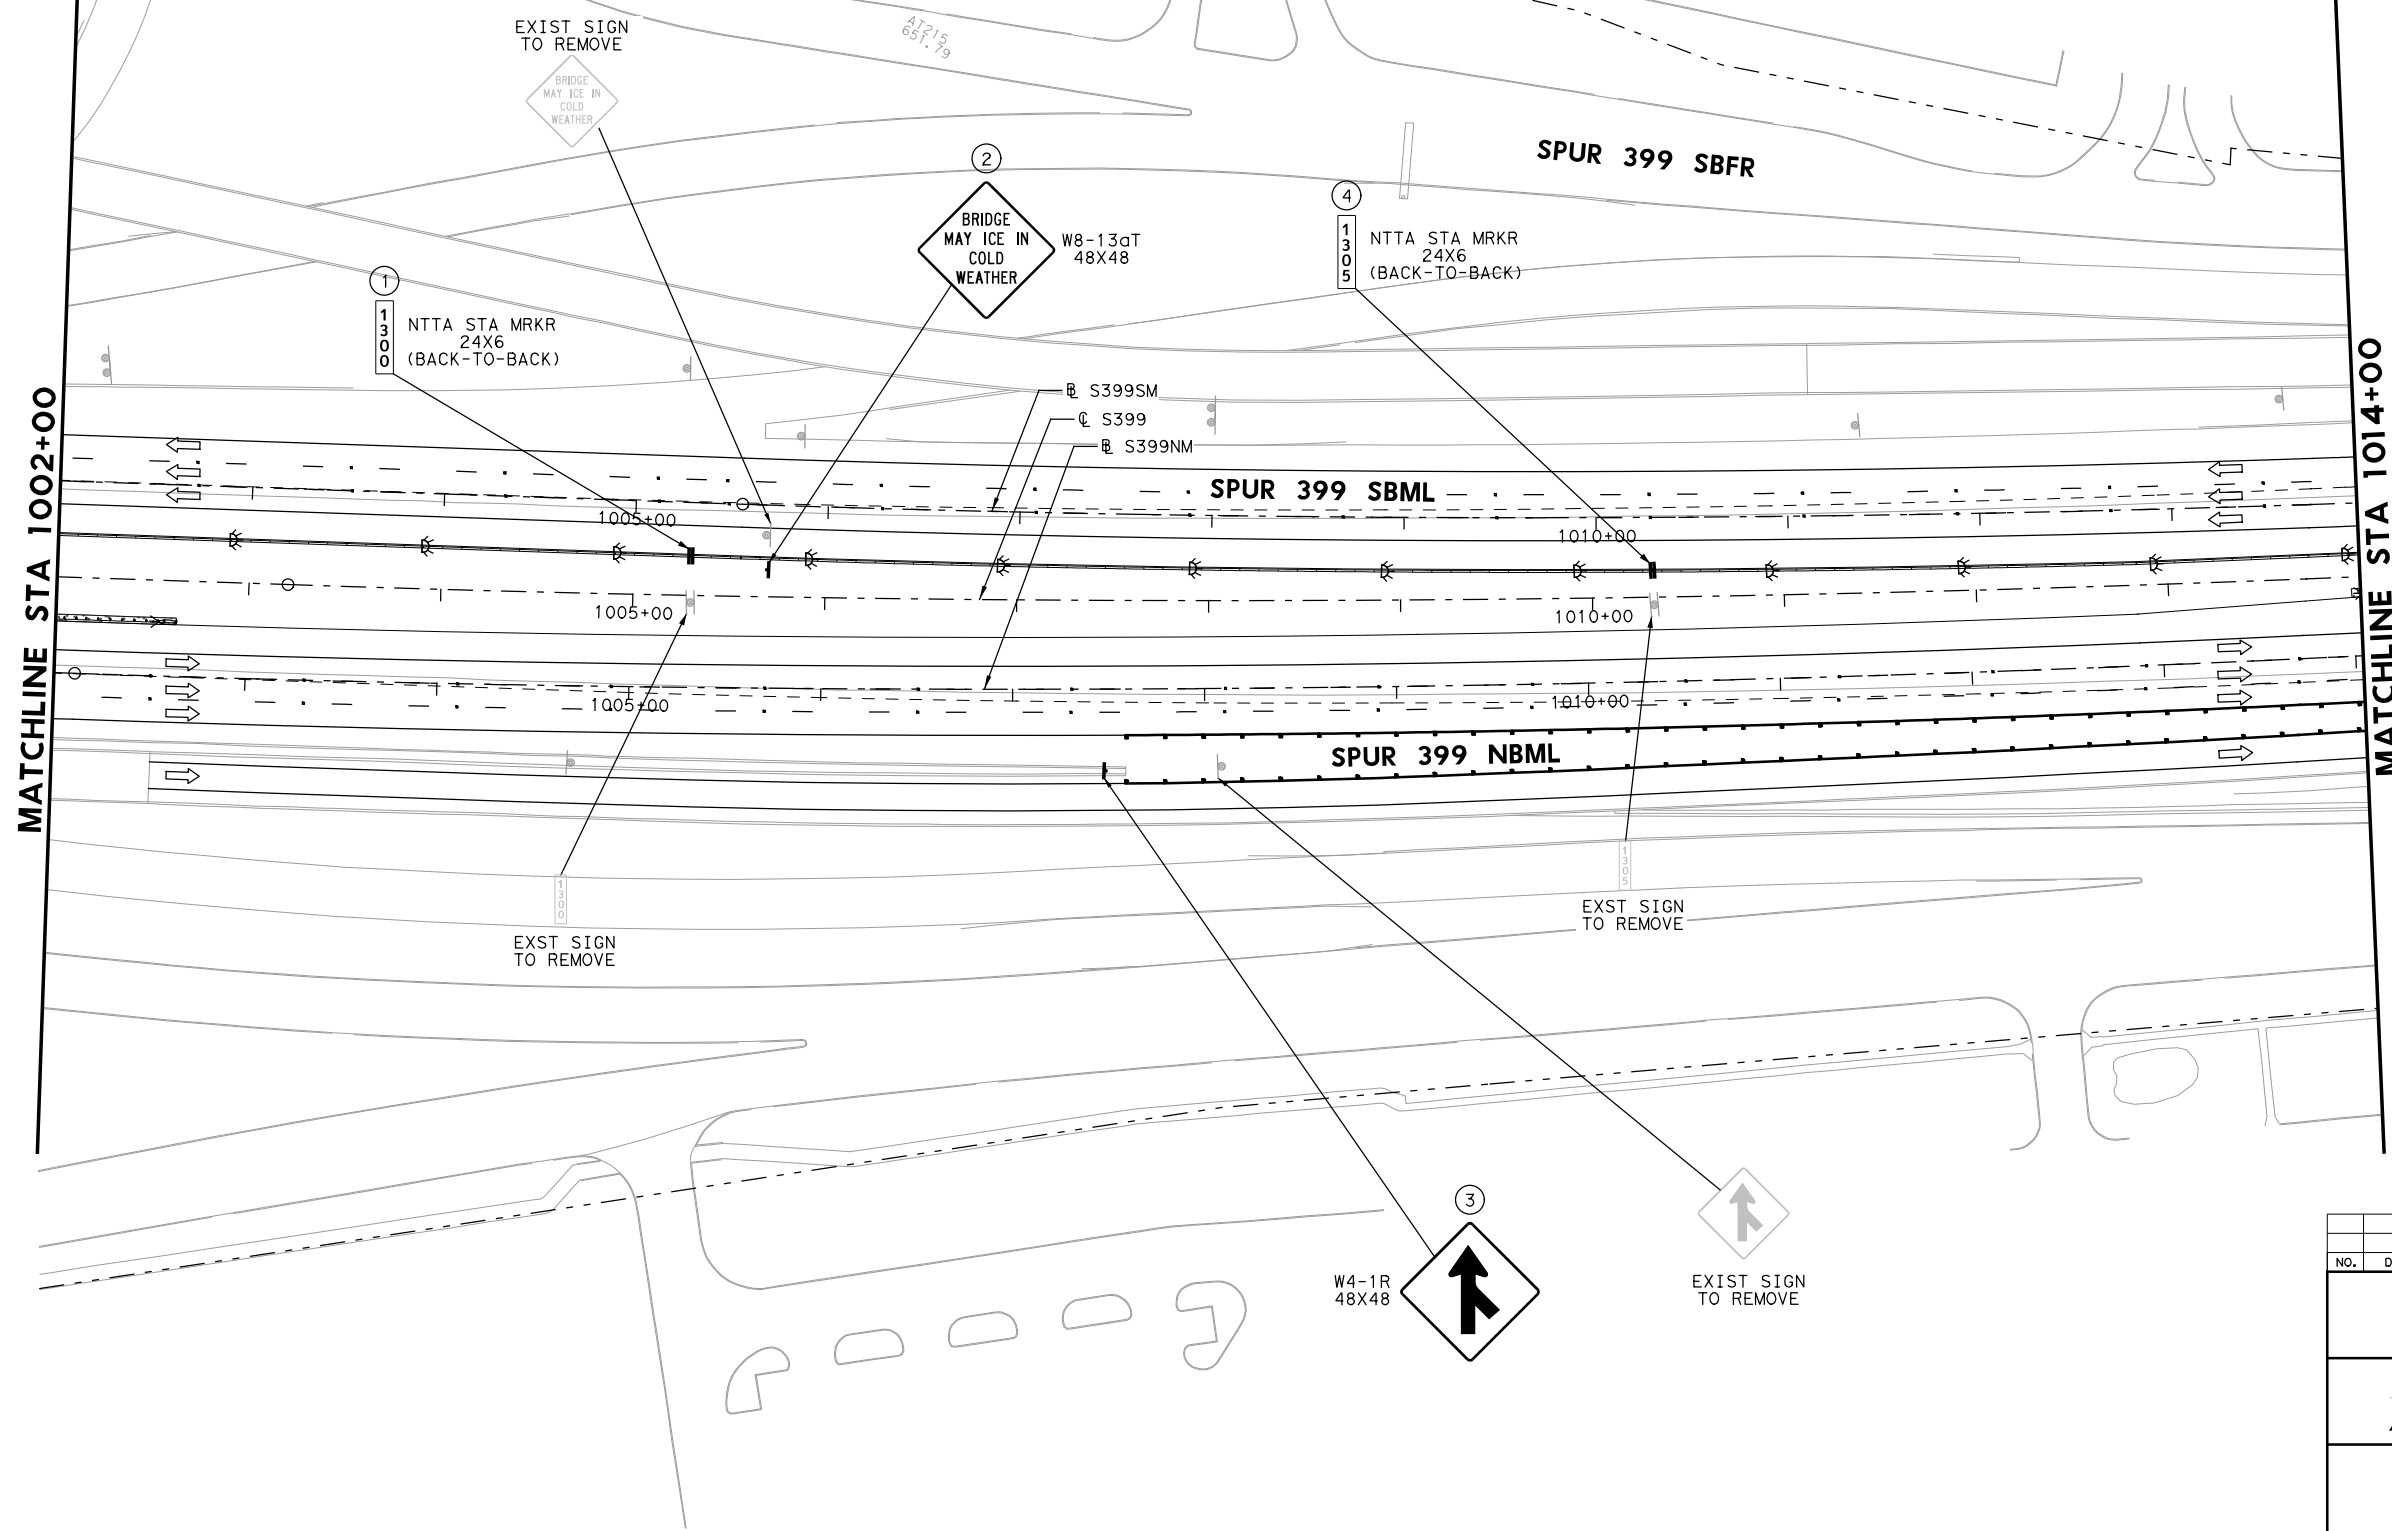 EXIST SIGN
TO REMOVE
BRIDGE
MAY ICE IN
COLD
WEATHER
AT215
651.79
SPUR 399 SBFR
2
BRIDGE
MAY ICE IN
COLD
WEATHER
W8-13aT
48X48
4
1305
NTTA STA MRKR
24X6
(BACK-TO-BACK)
1
1300
NTTA STA MRKR
24X6
(BACK-TO-BACK)
MATCHLINE STA 1002+00
MATCHLINE STA 1014+00
B S399SM
CL S399
B S399NM
SPUR 399 SBML
1005+00
1010+00
1005+00
1010+00
1005+00
1010+00
SPUR 399 NBML
1300
EXST SIGN
TO REMOVE
1305
EXST SIGN
TO REMOVE
3
W4-1R
48X48
EXIST SIGN
TO REMOVE
NO.
D